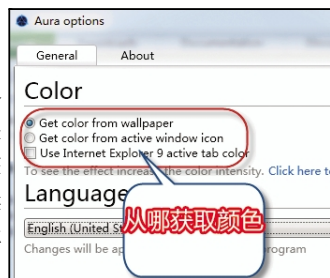 Aura options
General About
Color
Get color from wallpaper
Get color from active window icon
Use Internet Explorer 9 active tab color
To see the effect increase the color intensity. Click here t
Language
从哪获取颜色
English (United St
Changes will be ap program